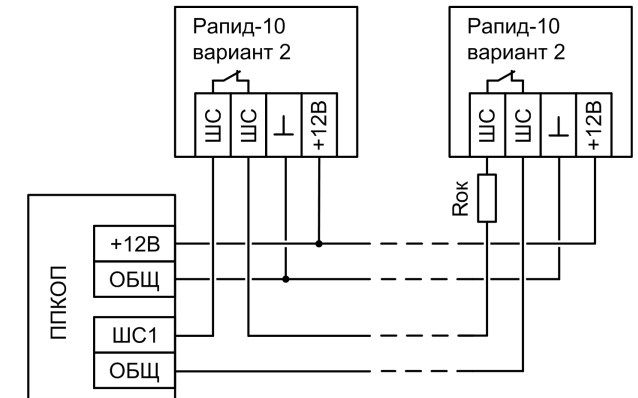 Рапид-10
вариант 2
ШС
ШС
⊥
+12В
Рапид-10
вариант 2
ШС
ШС
⊥
+12В
Rок
ППКОП
+12В
ОБЩ
ШС1
ОБЩ